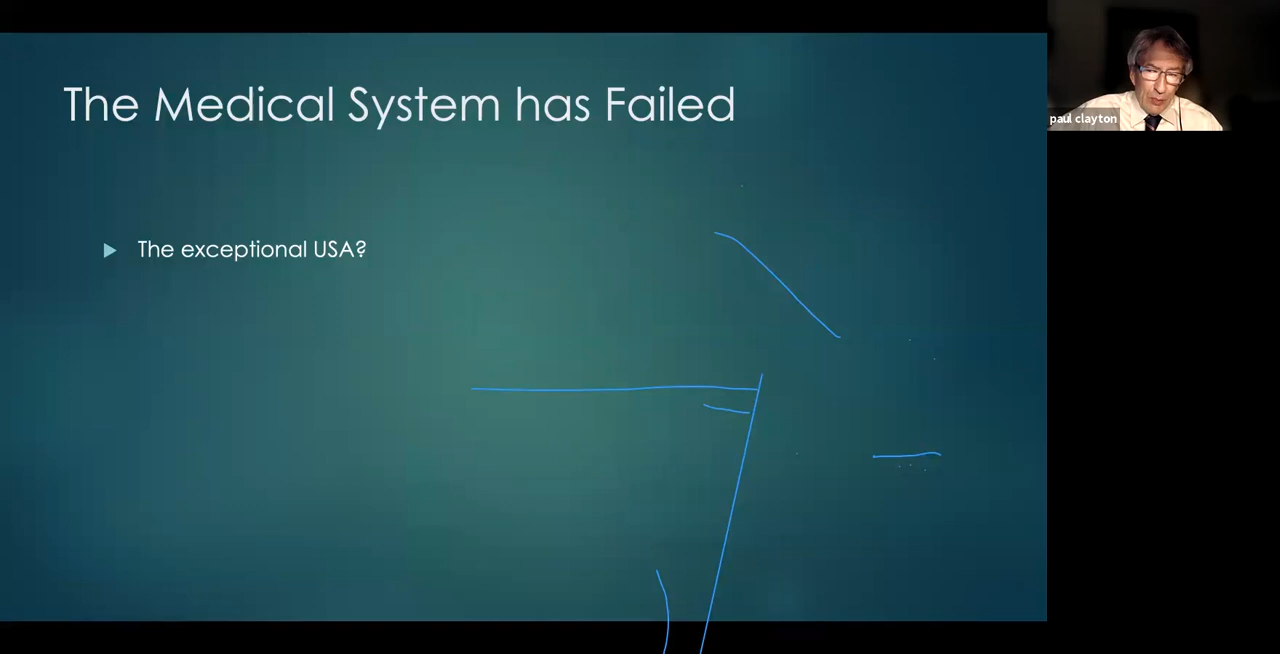 The Medical System has Failed
The exceptional USA?
paul clayton